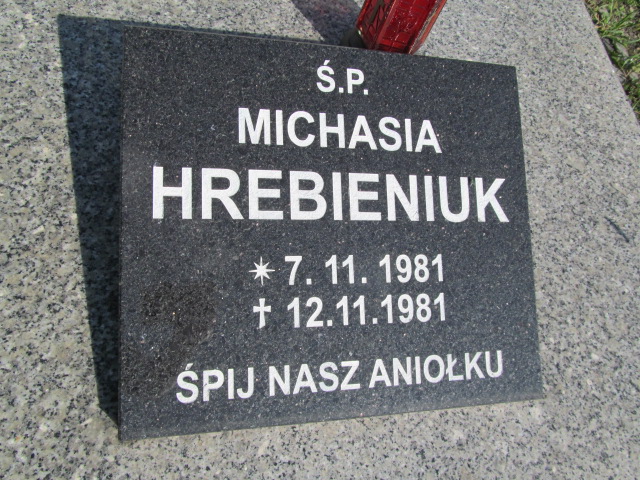 Ś.P.
MICHASIA
HREBIENIUK
✴ 7. 11. 1981
† 12.11.1981
ŚPIJ NASZ ANIOŁKU